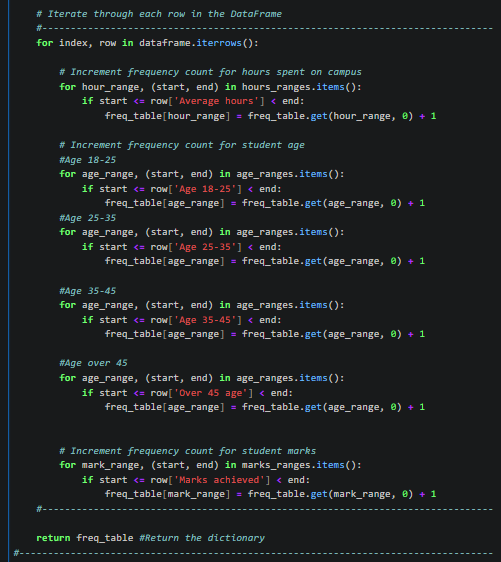 # Iterate through each row in the DataFrame
#-------------------------------------------------------------------------------
for index, row in dataframe.iterrows():
# Increment frequency count for hours spent on campus
for hour_range, (start, end) in hours_ranges.items():
if start <= row['Average hours'] < end:
freq_table[hour_range] = freq_table.get(hour_range, 0) + 1
# Increment frequency count for student age
#Age 18-25
for age_range, (start, end) in age_ranges.items():
if start <= row['Age 18-25'] < end:
freq_table[age_range] = freq_table.get(age_range, 0) + 1
#Age 25-35
for age_range, (start, end) in age_ranges.items():
if start <= row['Age 25-35'] < end:
freq_table[age_range] = freq_table.get(age_range, 0) + 1
#Age 35-45
for age_range, (start, end) in age_ranges.items():
if start <= row['Age 35-45'] < end:
freq_table[age_range] = freq_table.get(age_range, 0) + 1
#Age over 45
for age_range, (start, end) in age_ranges.items():
if start <= row['Over 45 age'] < end:
freq_table[age_range] = freq_table.get(age_range, 0) + 1
# Increment frequency count for student marks
for mark_range, (start, end) in marks_ranges.items():
if start <= row['Marks achieved'] < end:
freq_table[mark_range] = freq_table.get(mark_range, 0) + 1
#-------------------------------------------------------------------------------
return freq_table #Return the dictionary
#-----------------------------------------------------------------------------------